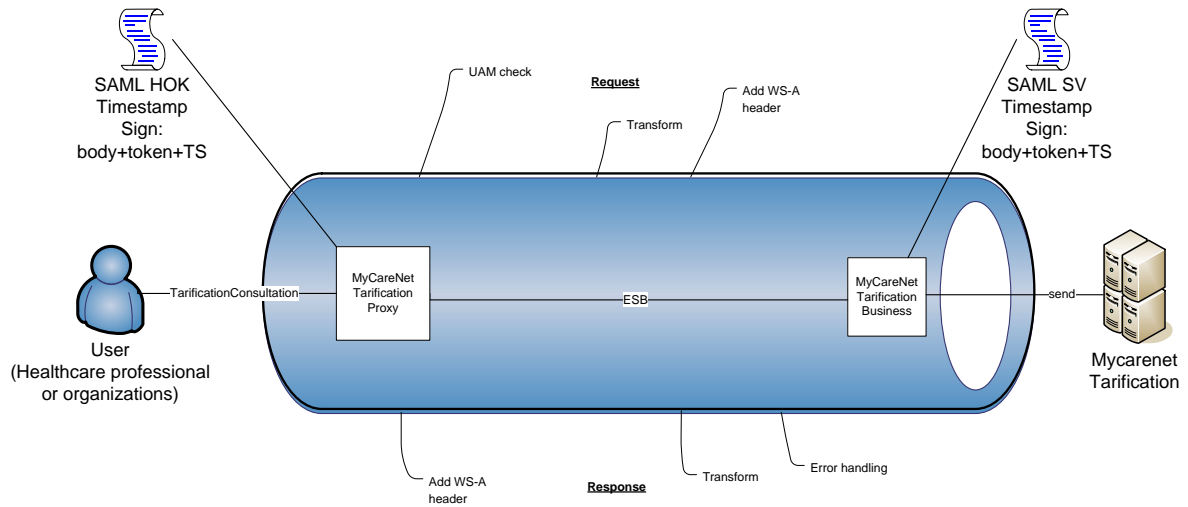 SAML HOK
Timestamp
Sign:
body+token+TS
UAM check
Request
Transform
Add WS-A
header
SAML SV
Timestamp
Sign:
body+token+TS
User
(Healthcare professional
or organizations)
TarificationConsultation
MyCareNet
Tarification
Proxy
ESB
MyCareNet
Tarification
Business
send
Mycarenet
Tarification
Add WS-A
header
Response
Transform
Error handling